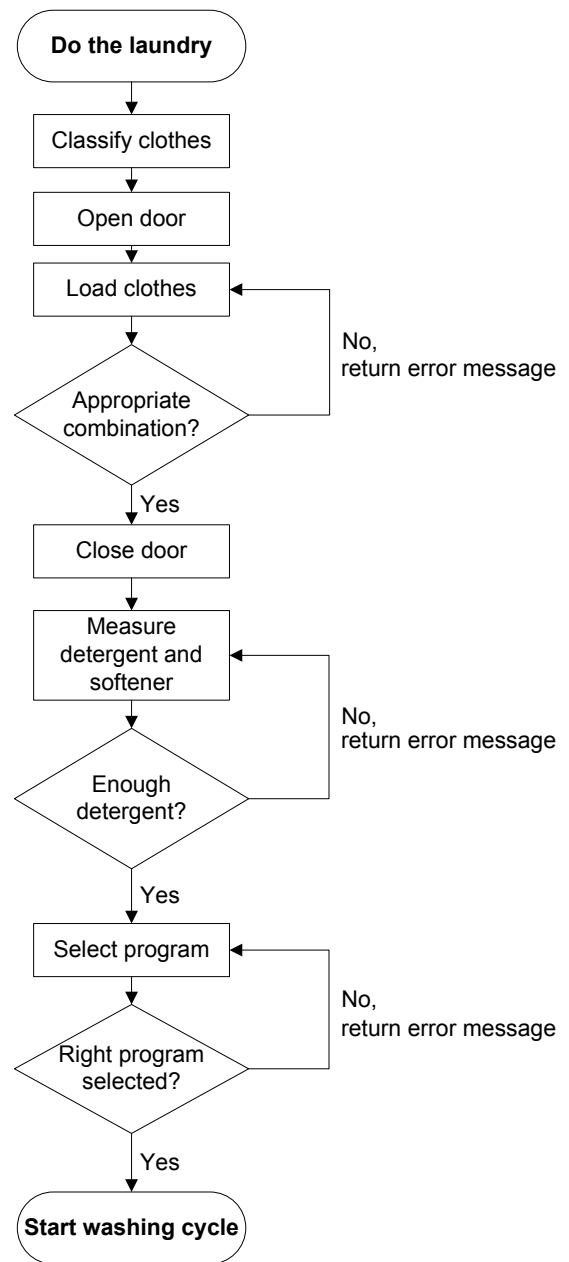 Do the laundry
Classify clothes
Open door
Load clothes
No,
return error message
Appropriate
combination?
Yes
Close door
Measure
detergent and
softener
No,
return error message
Enough
detergent?
Yes
Select program
No,
return error message
Right program
selected?
Yes
Start washing cycle